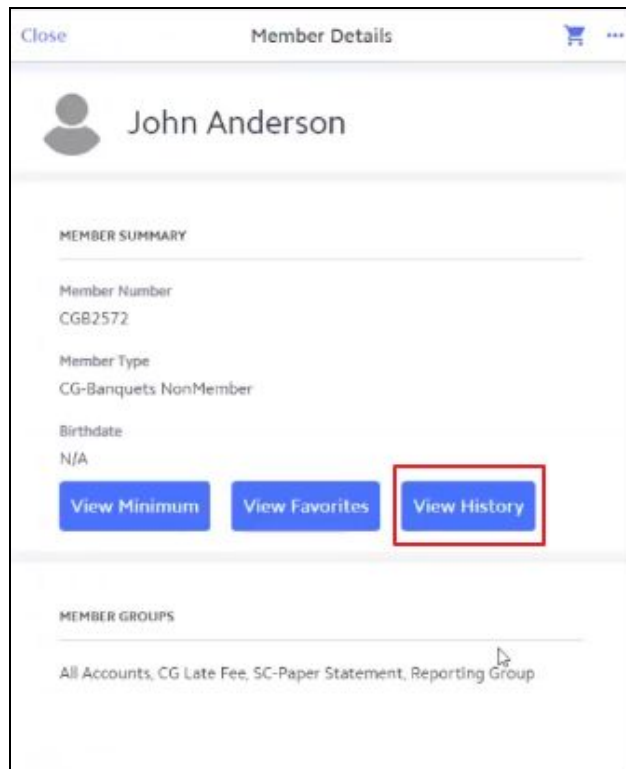 Close Member Details
John Anderson
MEMBER SUMMARY
Member Number
CGB2572
Member Type
CG-Banquets NonMember
Birthdate
N/A
View Minimum View Favorites View History
MEMBER GROUPS
All Accounts, CG Late Fee, SC-Paper Statement, Reporting Group